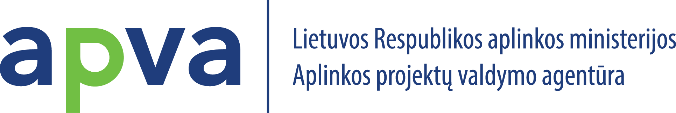 apva
Lietuvos Respublikos aplinkos ministerijos
Aplinkos projektų valdymo agentūra